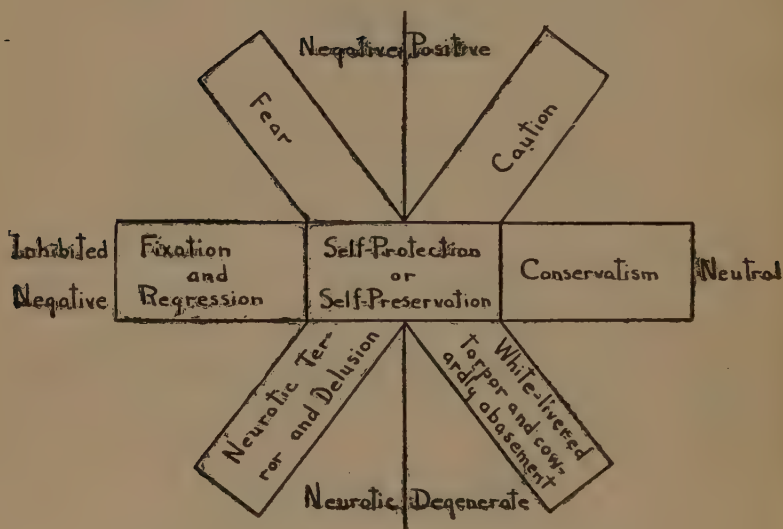 Negative Positive
Fear
Caution
Inhibited
Negative
Fixation
and
Regression
Self-Protection
or
Self-Preservation
Conservatism
Neutral
Neurotic Ter-
ror and Delusion
White-livered
torpor and cow-
ardly abasement
Neurotic Degenerate